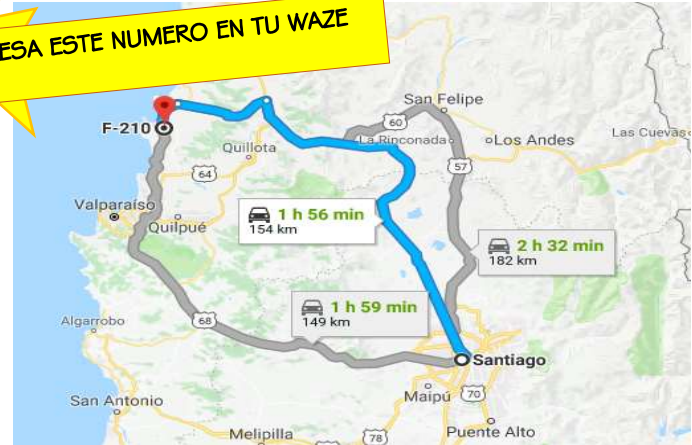 ESA ESTE NUMERO EN TU WAZE
San Felipe
F-210
60
La Rinconada
Los Andes
Las Cuevas
Quillota
64
57
Valparaíso
Quilpué
1 h 56 min
154 km
2 h 32 min
182 km
1 h 59 min
149 km
68
Algarrobo
Santiago
Maipú
70
San Antonio
Melipilla
78
Puente Alto